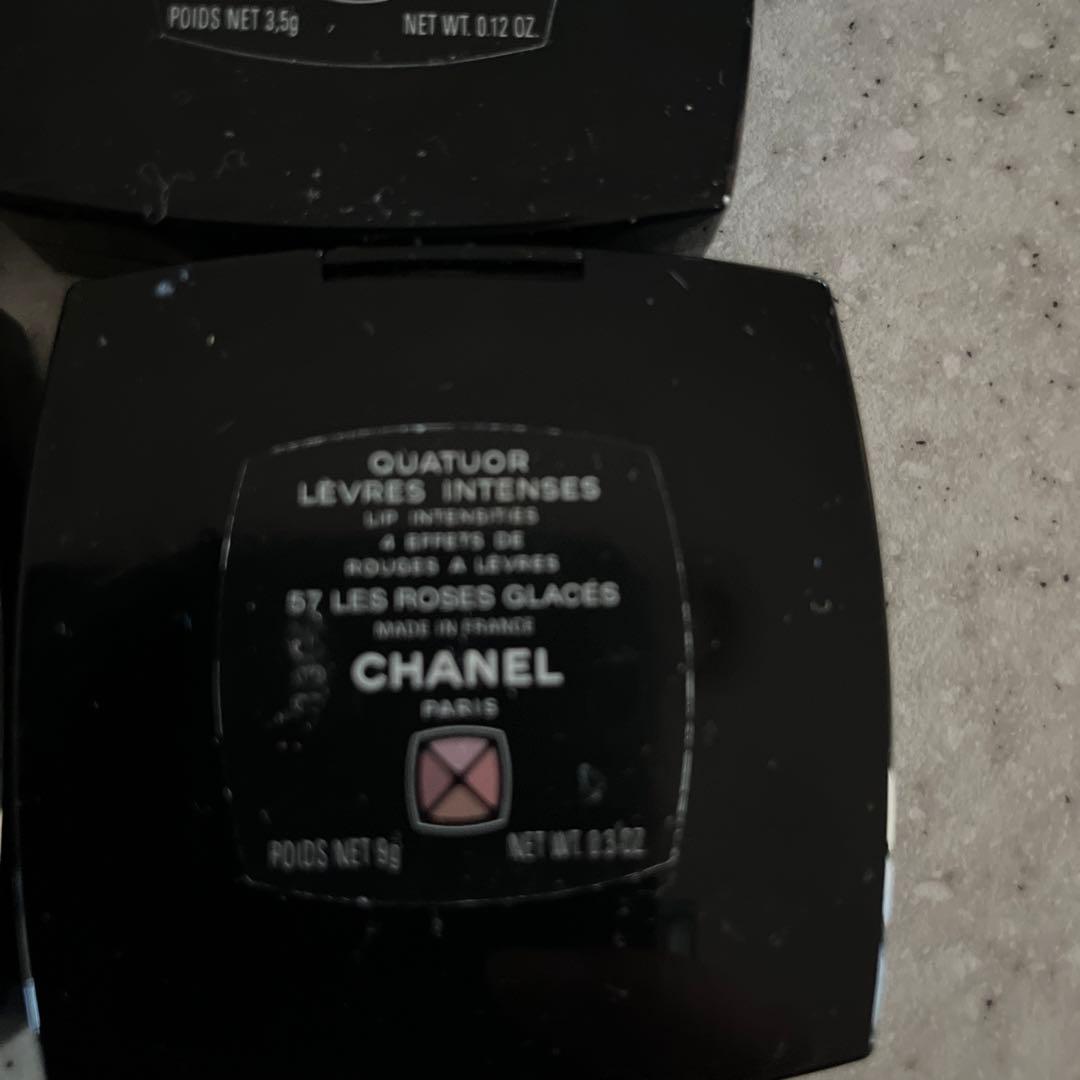 POIDS NET 3,5g NET WT. 0.12 OZ.
QUATUOR
LÈVRES INTENSES
LIP INTENSITIES
4 EFFETS DE
ROUGES A LÈVRES
57 LES ROSES GLACÉS
MADE IN FRANCE
CHANEL
PARIS
POIDS NET 9g NET WT. 0.3 OZ.